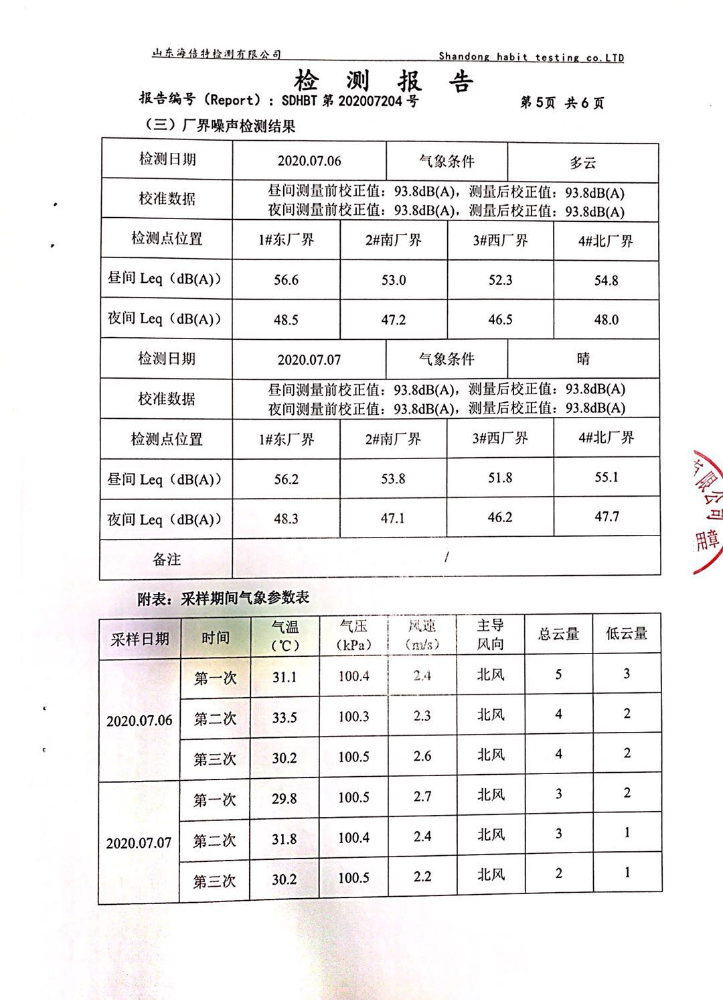 山东海倍特检测有限公司 Shandong habit testing co.LTD
检 测 报 告
报告编号（Report）：SDHBT 第 202007204 号 第 5页 共 6 页
（三）厂界噪声检测结果
检测日期 2020.07.06 气象条件 多云
校准数据 昼间测量前校正值：93.8dB(A)，测量后校正值：93.8dB(A)
夜间测量前校正值：93.8dB(A)，测量后校正值：93.8dB(A)
检测点位置 1#东厂界 2#南厂界 3#西厂界 4#北厂界
昼间 Leq（dB(A)） 56.6 53.0 52.3 54.8
夜间 Leq（dB(A)） 48.5 47.2 46.5 48.0
检测日期 2020.07.07 气象条件 晴
校准数据 昼间测量前校正值：93.8dB(A)，测量后校正值：93.8dB(A)
夜间测量前校正值：93.8dB(A)，测量后校正值：93.8dB(A)
检测点位置 1#东厂界 2#南厂界 3#西厂界 4#北厂界
昼间 Leq（dB(A)） 56.2 53.8 51.8 55.1
夜间 Leq（dB(A)） 48.3 47.1 46.2 47.7
备注 /
附表：采样期间气象参数表
采样日期 时间 气温（℃） 气压（kPa） 风速（m/s） 主导风向 总云量 低云量
2020.07.06 第一次 31.1 100.4 2.4 北风 5 3
第二次 33.5 100.3 2.3 北风 4 2
第三次 30.2 100.5 2.6 北风 4 2
2020.07.07 第一次 29.8 100.5 2.7 北风 3 2
第二次 31.8 100.4 2.4 北风 3 1
第三次 30.2 100.5 2.2 北风 2 1
限公司
用章